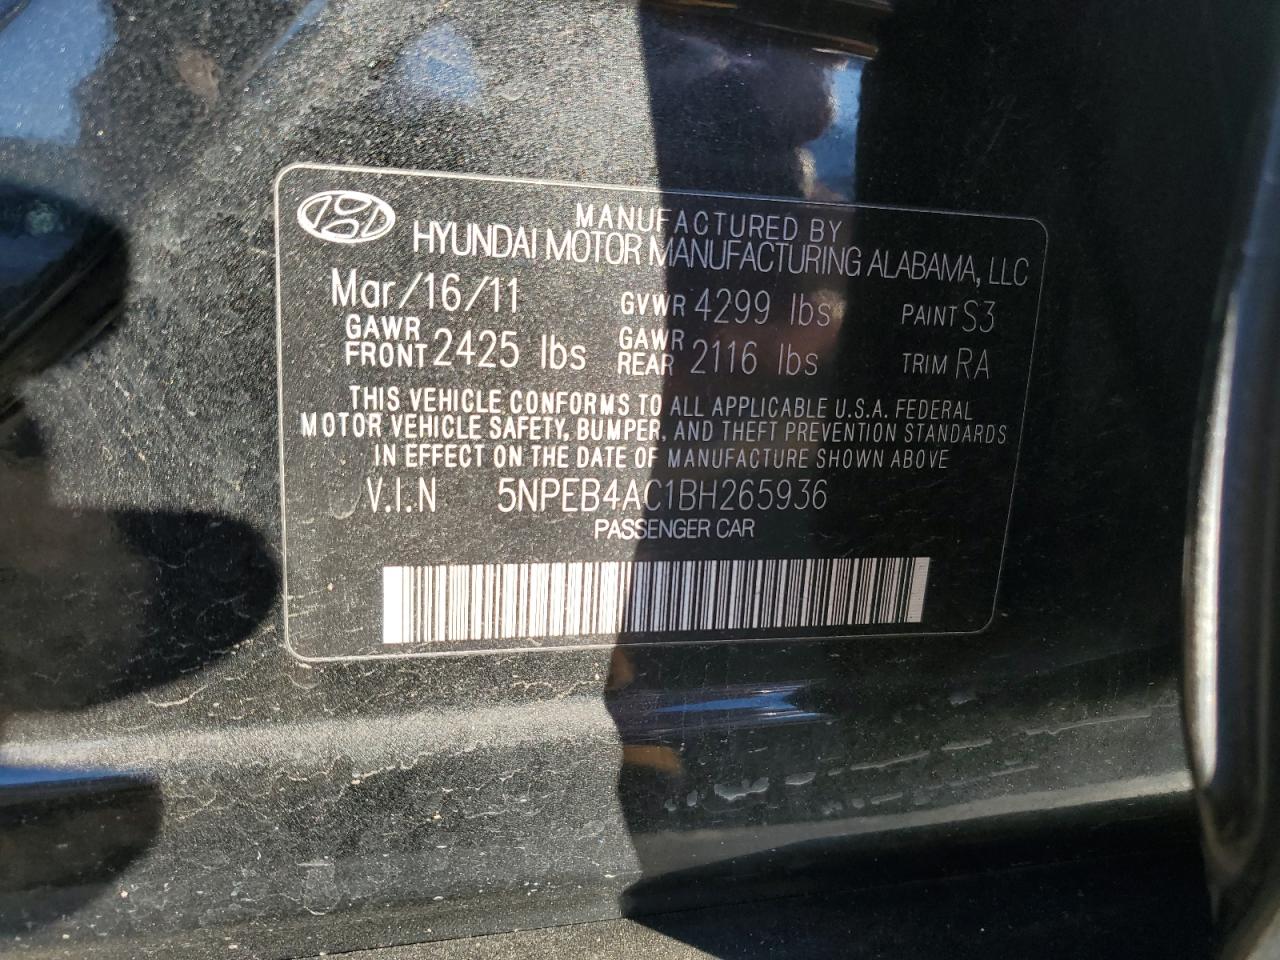 MANUFACTURED BY
HYUNDAI MOTOR MANUFACTURING ALABAMA, LLC
Mar/16/11 GVWR 4299 lbs PAINT S3
GAWR FRONT 2425 lbs GAWR REAR 2116 lbs TRIM RA
THIS VEHICLE CONFORMS TO ALL APPLICABLE U.S.A. FEDERAL
MOTOR VEHICLE SAFETY, BUMPER, AND THEFT PREVENTION STANDARDS
IN EFFECT ON THE DATE OF MANUFACTURE SHOWN ABOVE
V.I.N 5NPEB4AC1BH265936
PASSENGER CAR